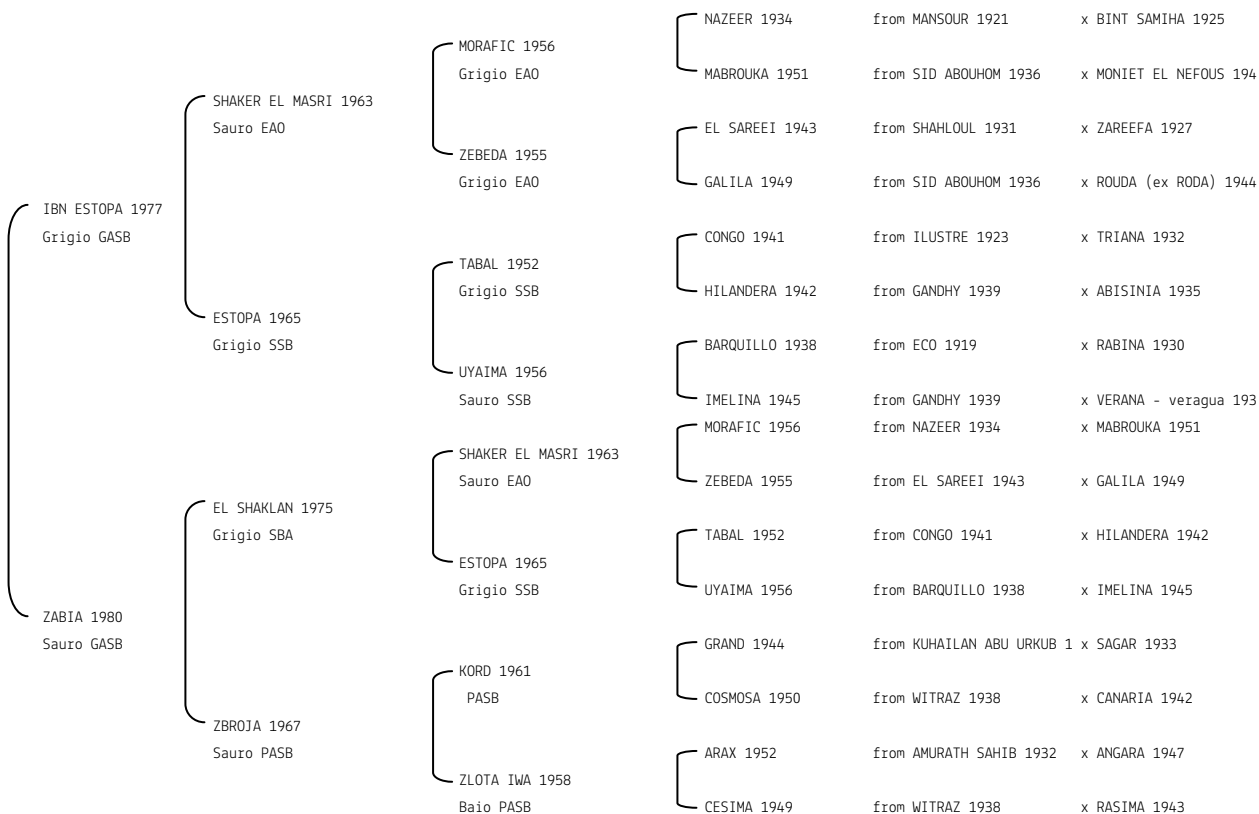 NAZEER 1934 from MANSOUR 1921 x BINT SAMIHA 1925
MORAFIC 1956
Grigio EAO MABROUKA 1951 from SID ABOUHOM 1936 x MONIET EL NEFOUS 194
SHAKER EL MASRI 1963
Sauro EAO EL SAREEI 1943 from SHAHLOUL 1931 x ZAREEFA 1927
ZEBEDA 1955
Grigio EAO GALILA 1949 from SID ABOUHOM 1936 x ROUDA (ex RODA) 1944
IBN ESTOPA 1977
Grigio GASB CONGO 1941 from ILUSTRE 1923 x TRIANA 1932
TABAL 1952
Grigio SSB HILANDERA 1942 from GANDHY 1939 x ABISINIA 1935
ESTOPA 1965
Grigio SSB BARQUILLO 1938 from ECO 1919 x RABINA 1930
UYAIMA 1956
Sauro SSB IMELINA 1945 from GANDHY 1939 x VERANA - veragua 193
MORAFIC 1956 from NAZEER 1934 x MABROUKA 1951
SHAKER EL MASRI 1963
Sauro EAO ZEBEDA 1955 from EL SAREEI 1943 x GALILA 1949
EL SHAKLAN 1975
Grigio SBA TABAL 1952 from CONGO 1941 x HILANDERA 1942
ESTOPA 1965
Grigio SSB UYAIMA 1956 from BARQUILLO 1938 x IMELINA 1945
ZABIA 1980
Sauro GASB GRAND 1944 from KUHAILAN ABU URKUB 1 x SAGAR 1933
KORD 1961
PASB COSMOSA 1950 from WITRAZ 1938 x CANARIA 1942
ZBROJA 1967
Sauro PASB ARAX 1952 from AMURATH SAHIB 1932 x ANGARA 1947
ZLOTA IWA 1958
Baio PASB CESIMA 1949 from WITRAZ 1938 x RASIMA 1943